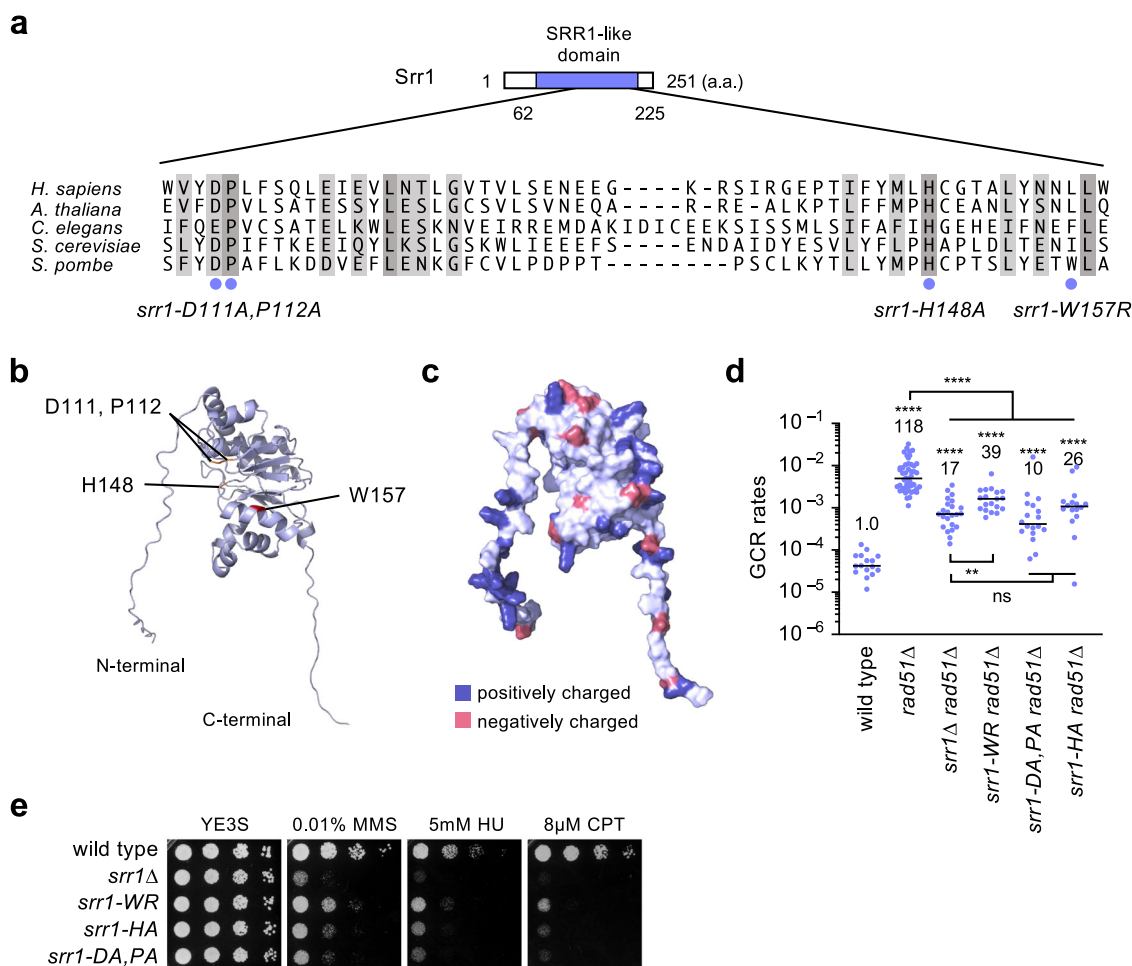 a
SRR1-like
domain
Srr1 1 251 (a.a.)
62 225
H. sapiens WVYDPLFSQLEIEVLNTLGVTVLSENEEG----K-RSIRGEPTIFYMLHCGTALYNNLLW
A. thaliana EVFDPVLSATESSYLESLGCSVLSVNEQA----R-RE-ALKPTLFFMPHCEANLYSNLLQ
C. elegans IFQEPVCSATELKWLESKNVEIRCREMDAKIDICEEKSISSMLSIFAFIHGEHEIFNEFLES
S. cerevisiae SLYDPIFTKEEIQYLKSLGSKWLIEEEFS-----ENDAIDYESVYLFLPHAPLDLTENILS
S. pombe SFYDPAFLKDDVEFLENKGFCVLPDPPT-------PSCLKYTLLYMPHCPTSLYETWLA
srr1-D111A,P112A srr1-H148A srr1-W157R
b
D111, P112
H148
W157
N-terminal
C-terminal
c
positively charged
negatively charged
d
GCR rates
10⁻¹
10⁻²
10⁻³
10⁻⁴
10⁻⁵
10⁻⁶
****
1.0
****
118
****
17
****
39
****
10
****
26
**
ns
wild type
rad51Δ
srr1Δ rad51Δ
srr1-WR rad51Δ
srr1-DA,PA rad51Δ
srr1-HA rad51Δ
e
YE3S 0.01% MMS 5mM HU 8µM CPT
wild type
srr1Δ
srr1-WR
srr1-HA
srr1-DA,PA